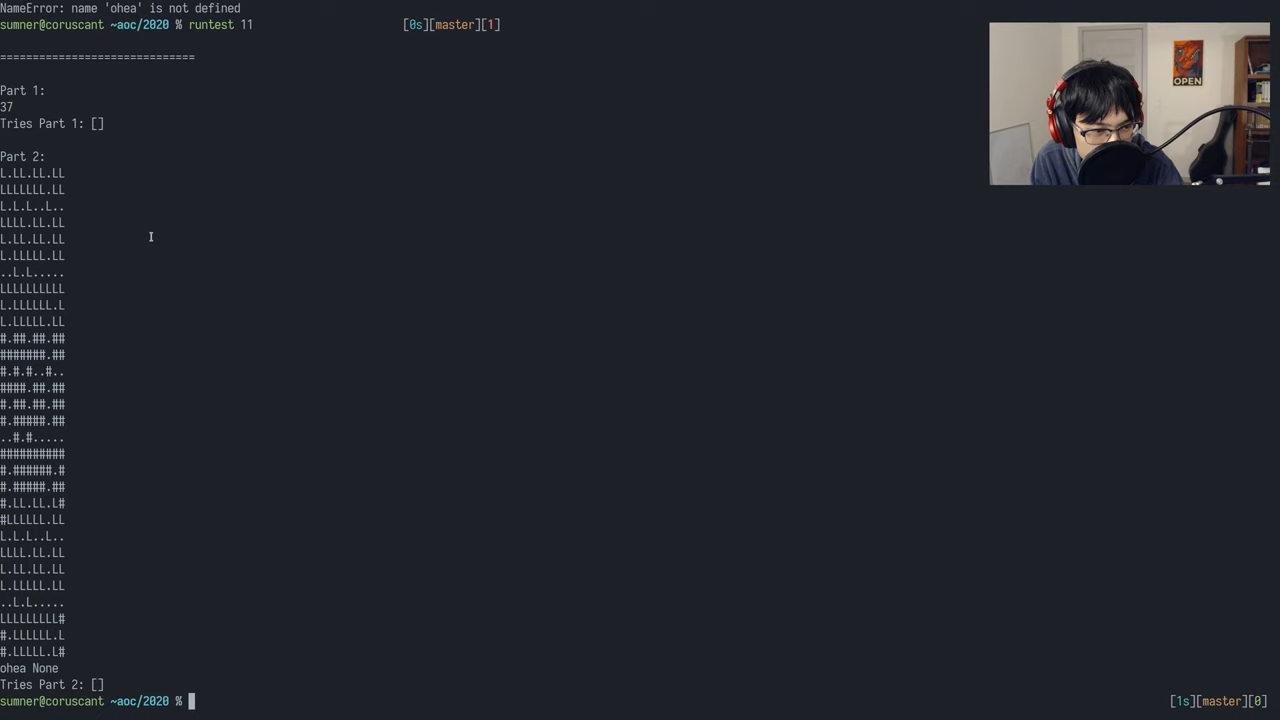 NameError: name 'ohea' is not defined
sumner@coruscant ~aoc/2020 % runtest 11 [0s][master][1]
==============================
Part 1:
37
Tries Part 1: []
Part 2:
L.LL.LL.LL
LLLLLLL.LL
L.L.L..L..
LLLL.LL.LL
L.LL.LL.LL
L.LLLLL.LL
..L.L.....
LLLLLLLLLL
L.LLLLLL.L
L.LLLLL.LL
#.##.##.##
#######.##
#.#.#..#..
####.##.##
#.##.##.##
#.#####.##
..#.#.....
##########
#.######.#
#.#####.##
#.LL.LL.L#
#LLLLLL.LL
L.L.L..L..
LLLL.LL.LL
L.LL.LL.LL
L.LLLLL.LL
..L.L.....
LLLLLLLLL#
#.LLLLLL.L
#.LLLLL.L#
ohea None
Tries Part 2: []
sumner@coruscant ~aoc/2020 % [1s][master][0]
OPEN